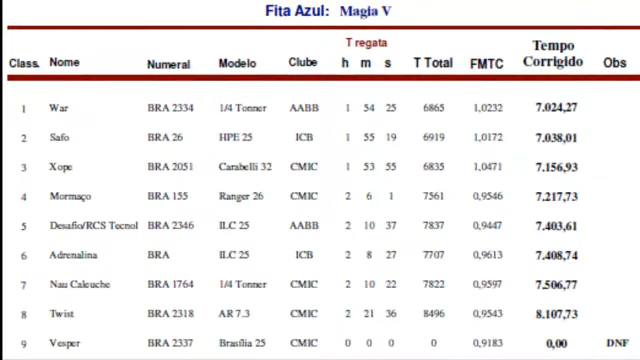 Fita Azul: Magia V
T regata
Class. Nome Numeral Modelo Clube h m s T Total FMTC Tempo Corrigido Obs
1 War BRA 2334 1/4 Tonner AABB 1 54 25 6865 1,0232 7.024,27
2 Safo BRA 26 HPE 25 ICB 1 55 19 6919 1,0172 7.038,01
3 Xope BRA 2051 Carabelli 32 CMIC 1 53 55 6835 1,0471 7.156,93
4 Mormaço BRA 155 Ranger 26 CMIC 2 6 1 7561 0,9546 7.217,73
5 Desafio/RCS Tecnol BRA 2346 ILC 25 AABB 2 10 37 7837 0,9447 7.403,61
6 Adrenalina BRA ILC 25 ICB 2 8 27 7707 0,9613 7.408,74
7 Nau Caleuche BRA 1764 1/4 Tonner CMIC 2 10 22 7822 0,9597 7.506,77
8 Twist BRA 2318 AR 7.3 CMIC 2 21 36 8496 0,9543 8.107,73
9 Vesper BRA 2337 Brasília 25 CMIC 0 0 0 0 0,9183 0,00 DNF